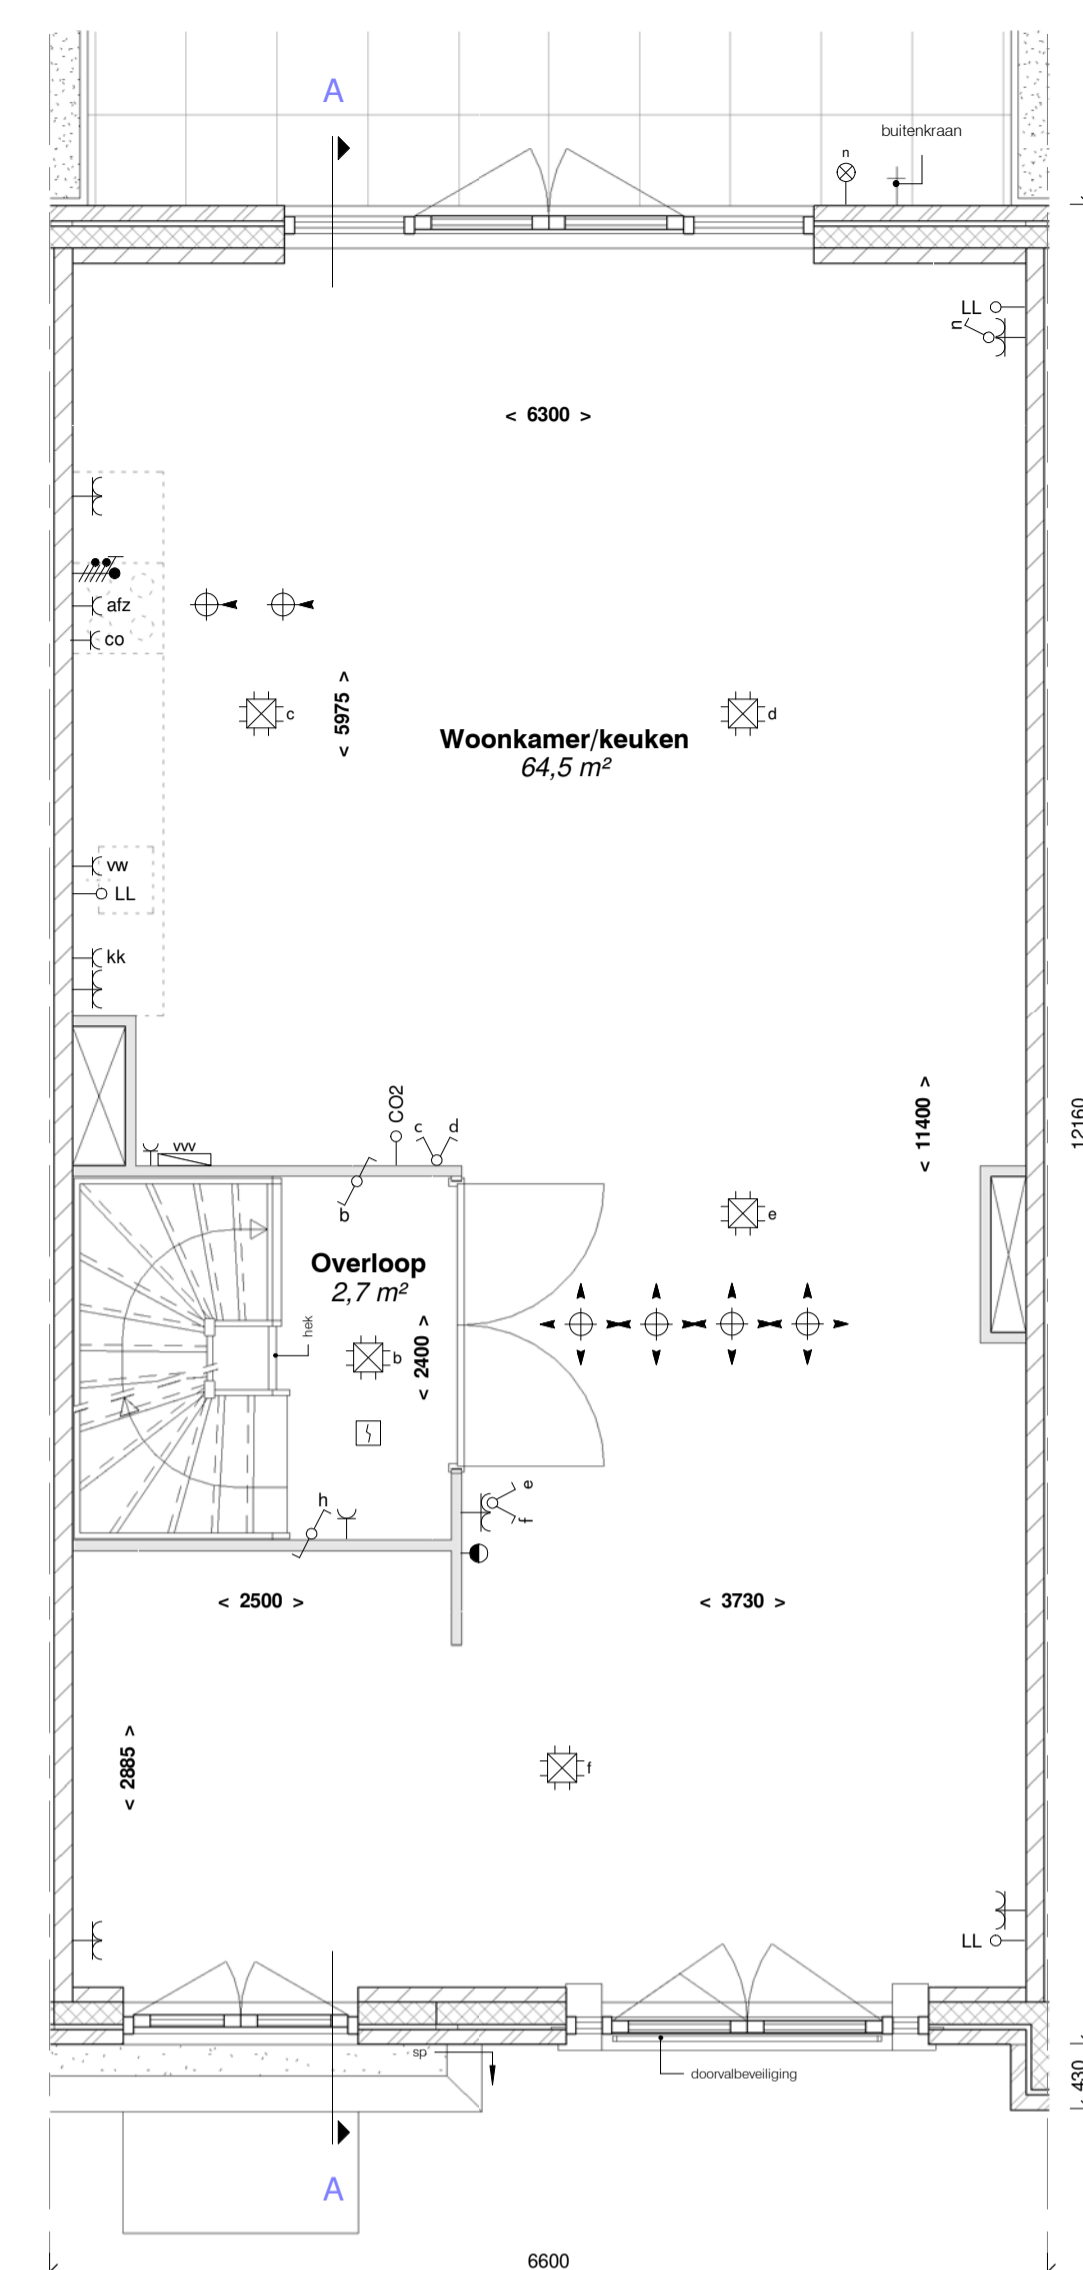 A
buitenkraan
n
LL
n
< 6300 >
afz
co
c
< 5975 >
d
Woonkamer/keuken
64,5 m²
vw
LL
kk
CO2
c
d
vvv
< 11400 >
12160
b
e
Overloop
2,7 m²
hek
b
< 2400 >
h
e
f
< 2500 >
< 3730 >
< 2885 >
f
LL
sp
doorvalbeveiliging
430
A
6600